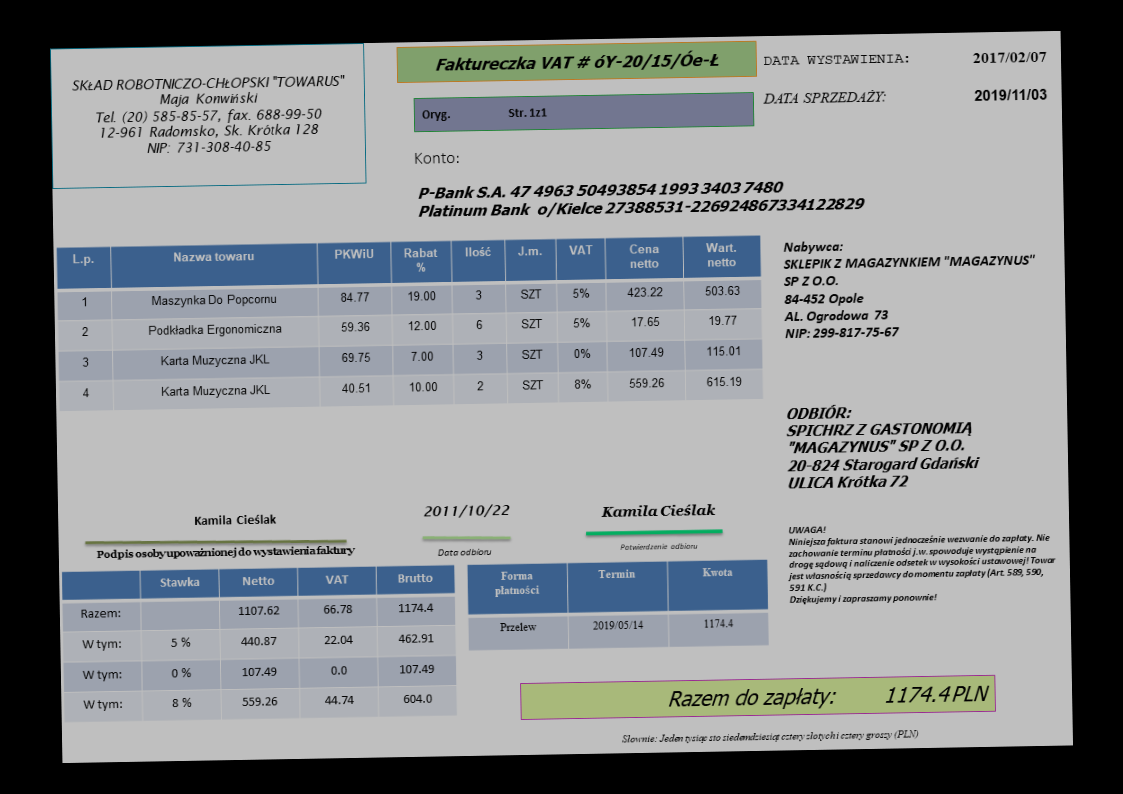 SKŁAD ROBOTNICZO-CHŁOPSKI "TOWARUS"
Maja Konwiński
Tel. (20) 585-85-57, fax. 688-99-50
12-961 Radomsko, Sk. Krótka 128
NIP: 731-308-40-85
Faktureczka VAT # óY-20/15/Óe-Ł
Oryg. Str. 1z1
DATA WYSTAWIENIA: 2017/02/07
DATA SPRZEDAŻY: 2019/11/03
Konto:
P-Bank S.A. 47 4963 50493854 1993 3403 7480
Platinum Bank o/Kielce 27388531-226924867334122829
L.p. Nazwa towaru PKWiU Rabat % Ilość J.m. VAT Cena netto Wart. netto
1 Maszynka Do Popcornu 84.77 19.00 3 SZT 5% 423.22 503.63
2 Podkładka Ergonomiczna 59.36 12.00 6 SZT 5% 17.65 19.77
3 Karta Muzyczna JKL 69.75 7.00 3 SZT 0% 107.49 115.01
4 Karta Muzyczna JKL 40.51 10.00 2 SZT 8% 559.26 615.19
Nabywca:
SKLEPIK Z MAGAZYNKIEM "MAGAZYNUS"
SP Z O.O.
84-452 Opole
AL. Ogrodowa 73
NIP: 299-817-75-67
ODBIÓR:
SPICHRZ Z GASTONOMIĄ
"MAGAZYNUS" SP Z O.O.
20-824 Starogard Gdański
ULICA Krótka 72
Kamila Cieślak
Podpis osoby upoważnionej do wystawienia faktury
2011/10/22
Data odbioru
Kamila Cieślak
Potwierdzenie odbioru
UWAGA!
Niniejsza faktura stanowi jednocześnie wezwanie do zapłaty. Nie
zachowanie terminu płatności j.w. spowoduje wystąpienie na
drogę sądową i naliczenie odsetek w wysokości ustawowej! Towar
jest własnością sprzedawcy do momentu zapłaty (Art. 589, 590,
591 K.C.)
Dziękujemy i zapraszamy ponownie!
Stawka Netto VAT Brutto
Razem: 1107.62 66.78 1174.4
W tym: 5 % 440.87 22.04 462.91
W tym: 0 % 107.49 0.0 107.49
W tym: 8 % 559.26 44.74 604.0
Forma płatności Termin Kwota
Przelew 2019/05/14 1174.4
Razem do zapłaty: 1174.4 PLN
Słownie: Jeden tysiąc sto siedemdziesiąt cztery złotych i cztery groszy (PLN)